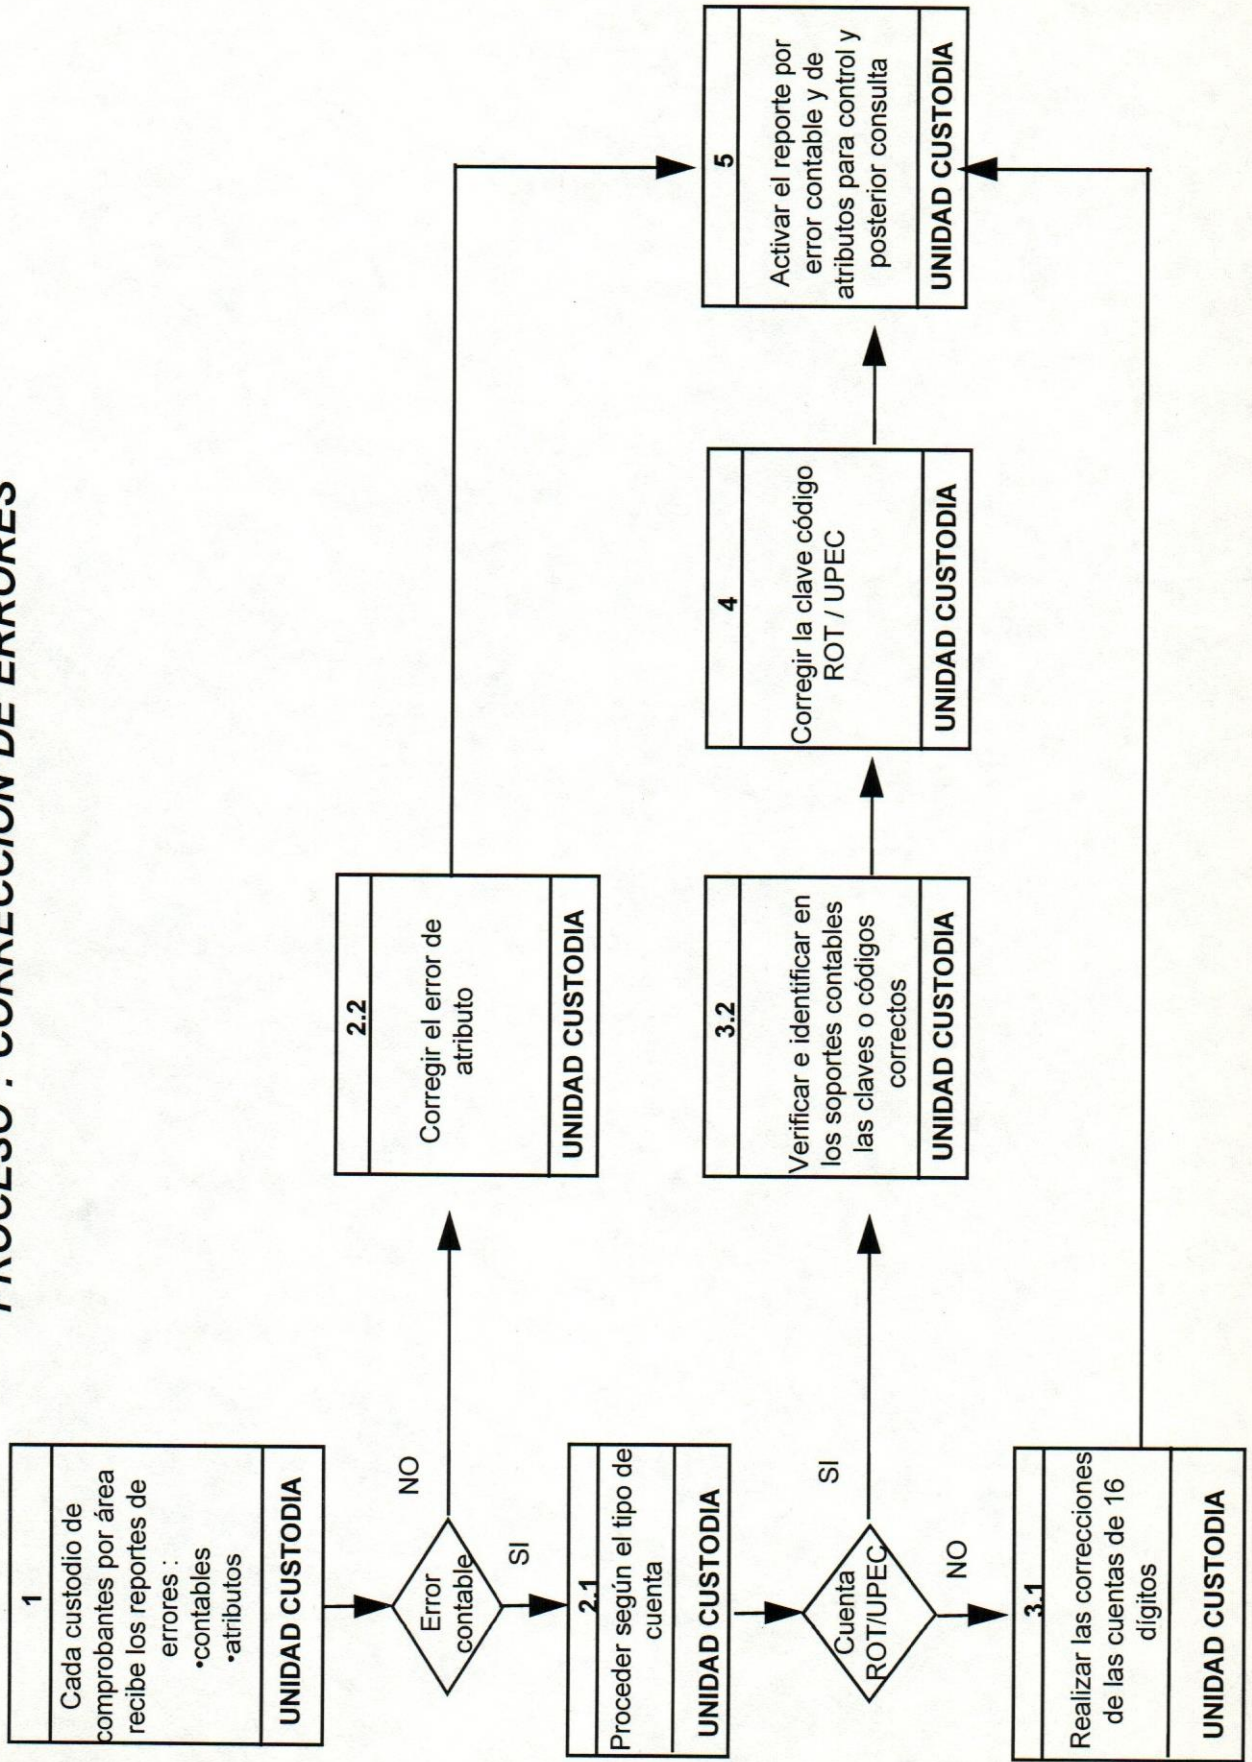 PROCESO : CORRECCION DE ERRORES
1
Cada custodio de
comprobantes por área
recibe los reportes de
errores :
•contables
•atributos
UNIDAD CUSTODIA
Error
contable
NO
SI
2.2
Corregir el error de
atributo
UNIDAD CUSTODIA
2.1
Proceder según el tipo de
cuenta
UNIDAD CUSTODIA
Cuenta
ROT/UPEC
SI
NO
3.2
Verificar e identificar en
los soportes contables
las claves o códigos
correctos
UNIDAD CUSTODIA
4
Corregir la clave código
ROT / UPEC
UNIDAD CUSTODIA
5
Activar el reporte por
error contable y de
atributos para control y
posterior consulta
UNIDAD CUSTODIA
3.1
Realizar las correcciones
de las cuentas de 16
dígitos
UNIDAD CUSTODIA